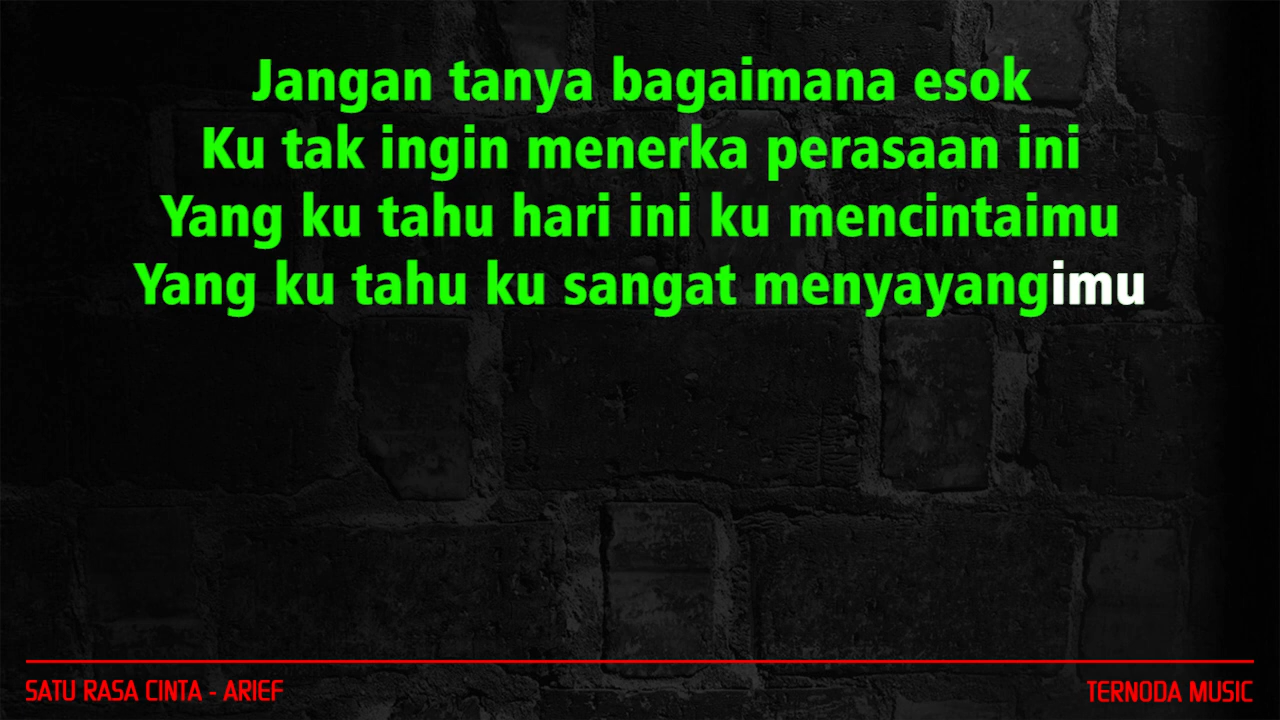 Jangan tanya bagaimana esok
Ku tak ingin menerka perasaan ini
Yang ku tahu hari ini ku mencintaimu
Yang ku tahu ku sangat menyayangimu
SATU RASA CINTA - ARIEF
TERNODA MUSIC